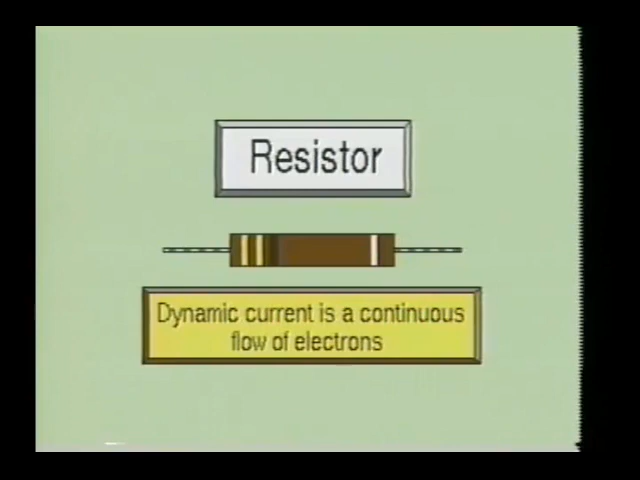 Resistor
Dynamic current is a continuous
flow of electrons